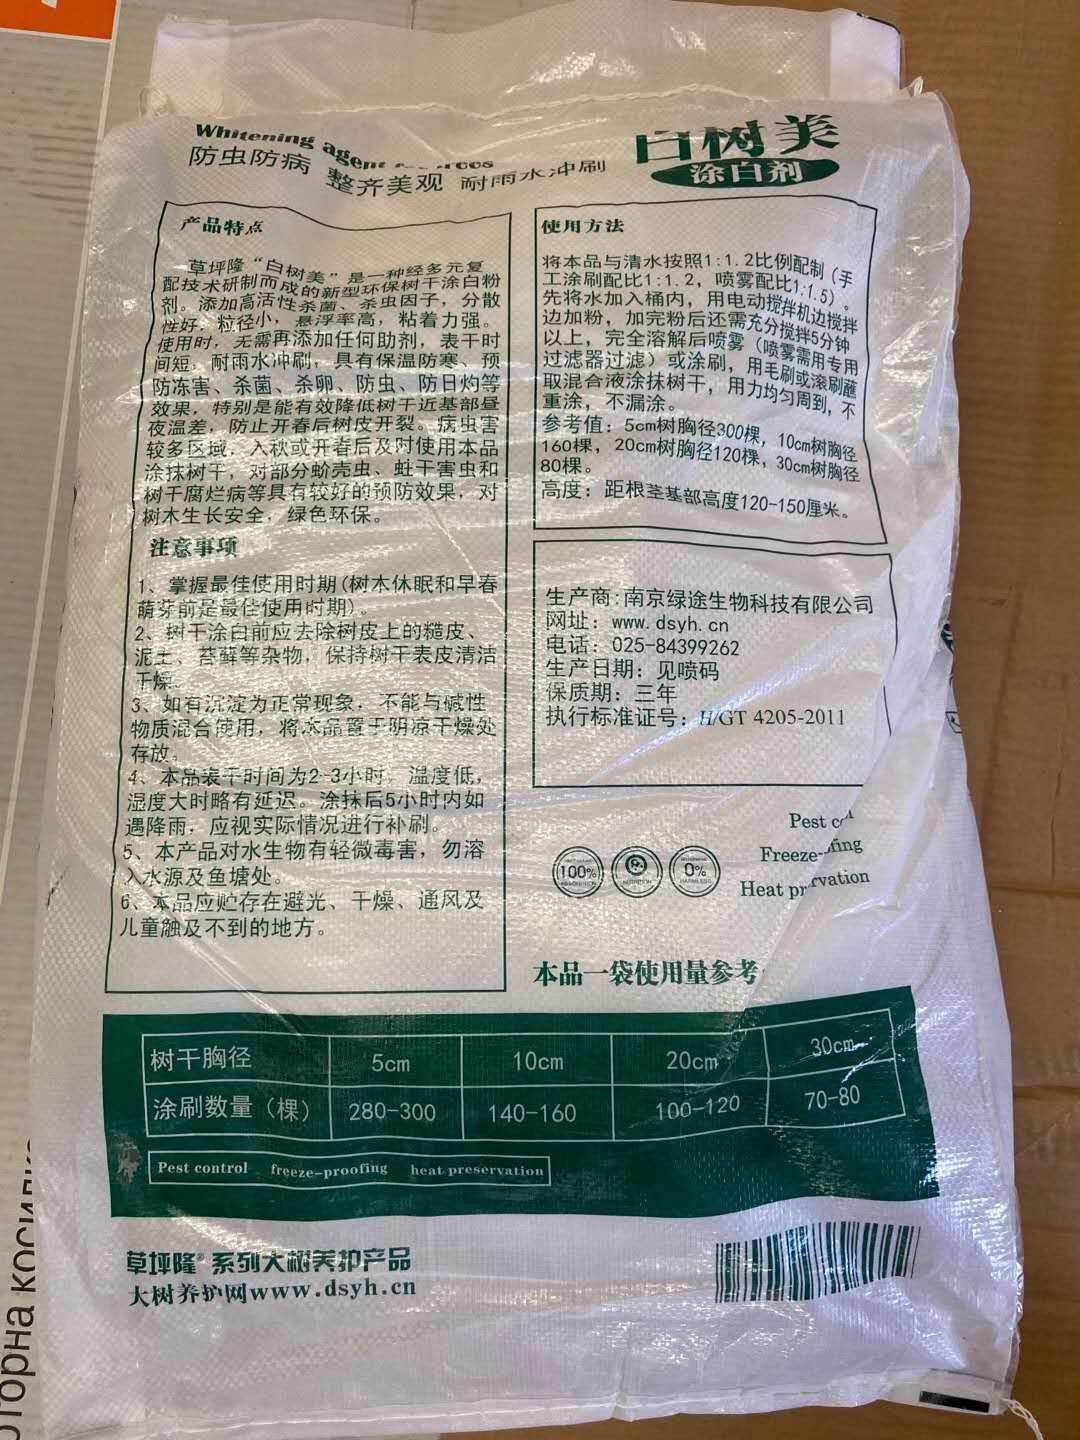 Whitening agent
防虫防病 整齐美观 耐雨水冲刷
白树美
涂白剂
产品特点
草坪隆“白树美”是一种经多元复
配技术研制而成的新型环保树干涂白粉
剂。添加高活性杀菌、杀虫因子，分散
性好，粒径小，悬浮率高，粘着力强。
使用时，无需再添加任何助剂，表干时
间短，耐雨水冲刷，具有保温防寒、预
防冻害、杀菌、杀卵、防虫、防日灼等
效果，特别是能有效降低树干近基部昼
夜温差，防止开春后树皮开裂。病虫害
较多区域，入秋或开春后及时使用本品
涂抹树干，对部分蚧壳虫、蛀干害虫和
树干腐烂病等具有较好的预防效果，对
树木生长安全，绿色环保。
注意事项
1、掌握最佳使用时期(树木休眠和早春
萌芽前是最佳使用时期)。
2、树干涂白前应去除树皮上的糙皮、
泥土、苔藓等杂物，保持树干表皮清洁
干燥。
3、如有沉淀为正常现象，不能与碱性
物质混合使用，将本品置于阴凉干燥处
存放。
4、本品表干时间为2-3小时，温度低，
湿度大时略有延迟。涂抹后5小时内如
遇降雨，应视实际情况进行补刷。
5、本产品对水生物有轻微毒害，勿溶
入水源及鱼塘处。
6、本品应贮存在避光、干燥、通风及
儿童触及不到的地方。
使用方法
将本品与清水按照1:1.2比例配制（手
工涂刷配比1:1.2，喷雾配比1:1.5）。
先将水加入桶内，用电动搅拌机边搅拌
边加粉，加完粉后还需充分搅拌5分钟
以上，完全溶解后喷雾（喷雾需用专用
过滤器过滤）或涂刷，用毛刷或滚刷蘸
取混合液涂抹树干，用力均匀周到，不
重涂，不漏涂。
参考值：5cm树胸径300棵，10cm树胸径
160棵，20cm树胸径120棵，30cm树胸径
80棵。
高度：距根茎基部高度120-150厘米。
生产商:南京绿途生物科技有限公司
网址：www.dsyh.cn
电话：025-84399262
生产日期：见喷码
保质期：三年
执行标准证号：H/GT 4205-2011
Pest
100%
0%
本品一袋使用量参考
树干胸径 5cm 10cm 20cm 30cm
涂刷数量（棵） 280-300 140-160 100-120 70-80
Pest control freeze-proofing heat preservation
草坪隆® 系列大树养护产品
大树养护网www.dsyh.cn